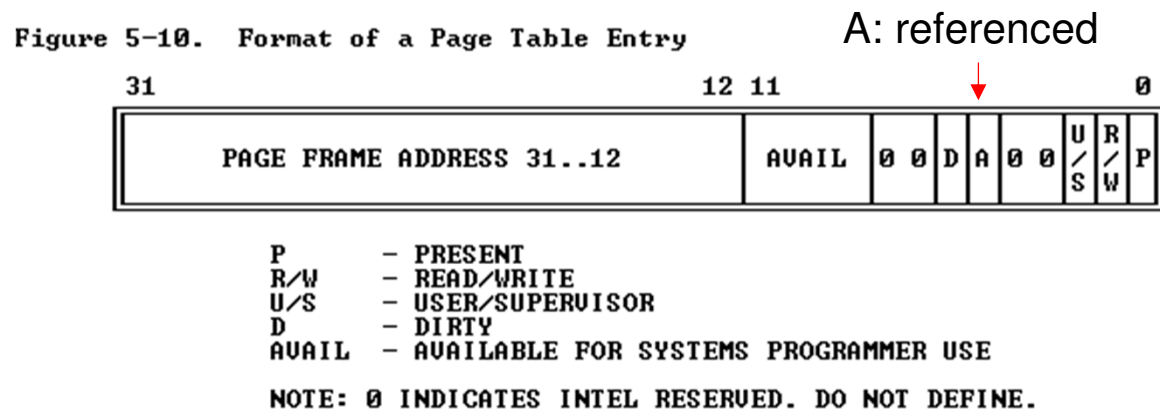 Figure 5-10. Format of a Page Table Entry
A: referenced
31 12 11 0
PAGE FRAME ADDRESS 31..12 AVAIL 0 0 D A 0 0 U/S R/W P
P - PRESENT
R/W - READ/WRITE
U/S - USER/SUPERVISOR
D - DIRTY
AVAIL - AVAILABLE FOR SYSTEMS PROGRAMMER USE
NOTE: 0 INDICATES INTEL RESERVED. DO NOT DEFINE.